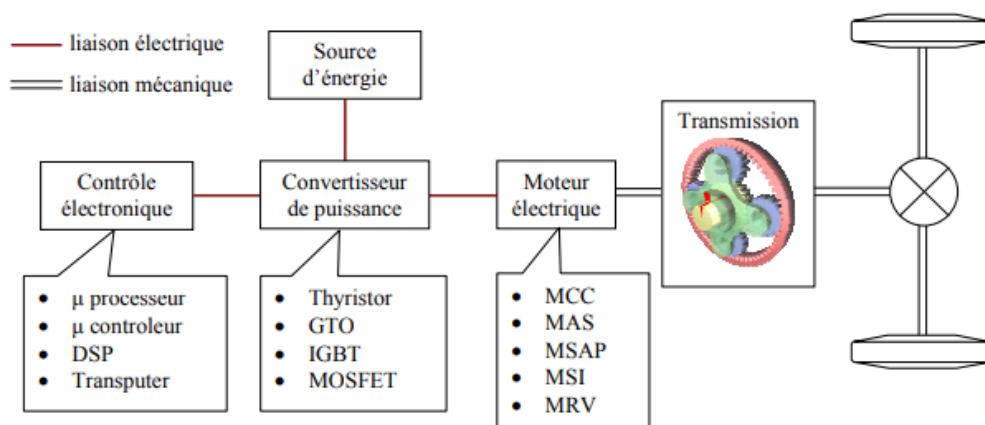 liaison électrique
liaison mécanique
Source
d'énergie
Transmission
Contrôle
électronique
Convertisseur
de puissance
Moteur
électrique
• µ processeur
• µ controleur
• DSP
• Transputer
• Thyristor
• GTO
• IGBT
• MOSFET
• MCC
• MAS
• MSAP
• MSI
• MRV